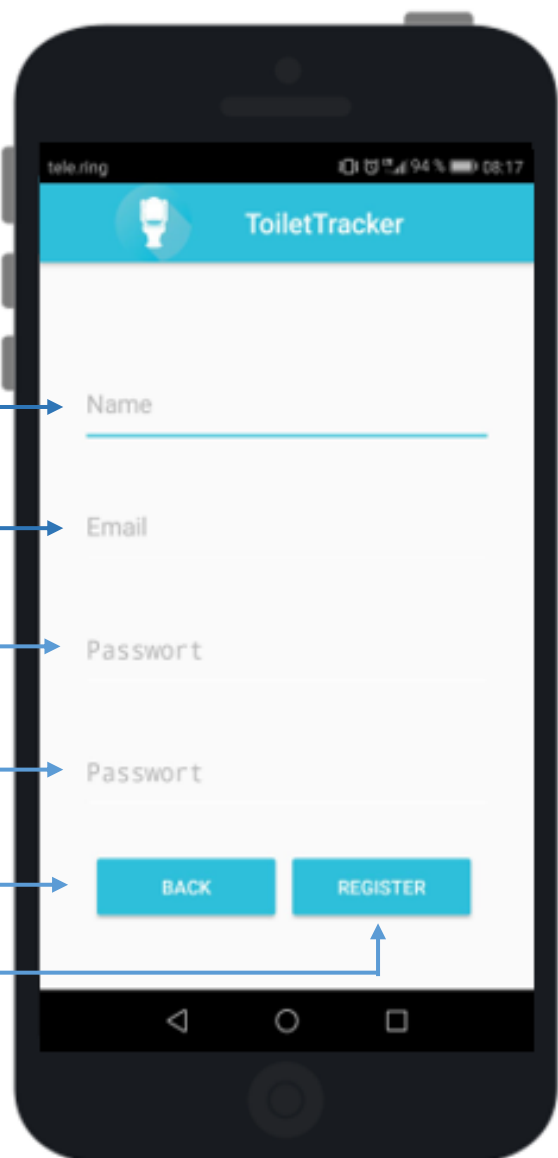 tele.ring 94 % 08:17
ToiletTracker
Name
Email
Passwort
Passwort
BACK REGISTER